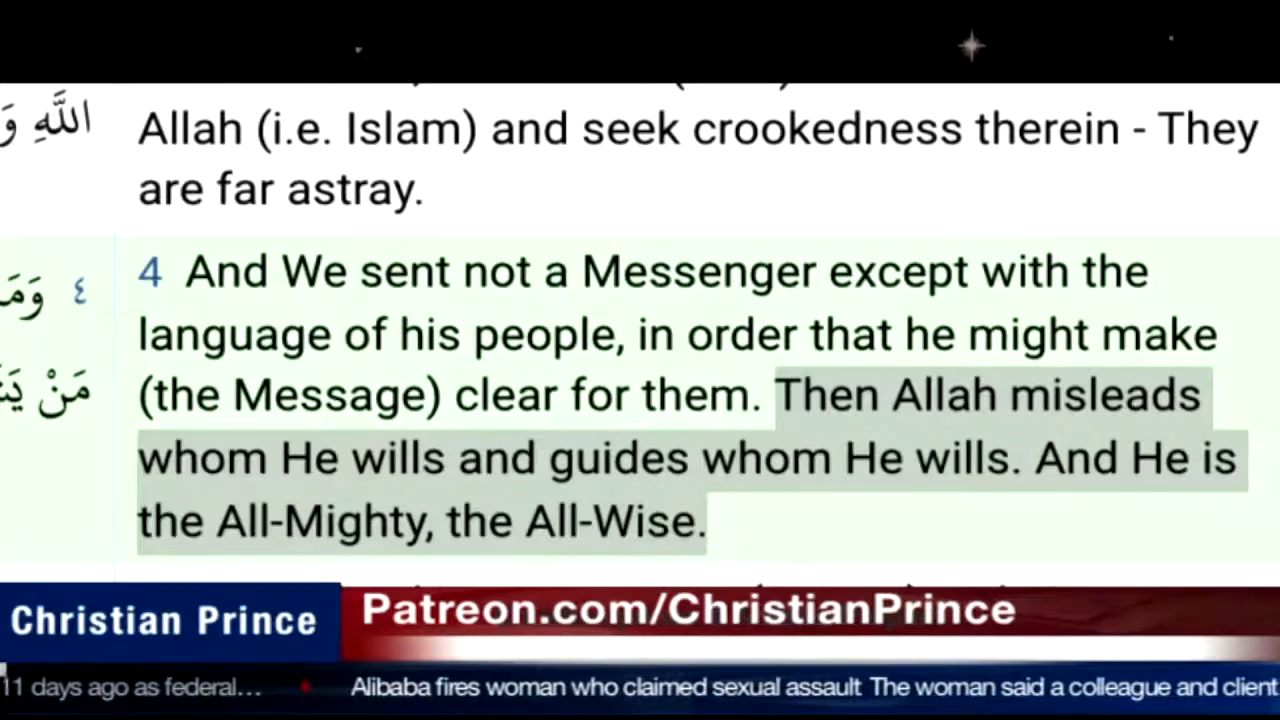 اللَّهِ وَ
Allah (i.e. Islam) and seek crookedness therein - They
are far astray.
٤ وَمَ
4 And We sent not a Messenger except with the
language of his people, in order that he might make
مَنْ
(the Message) clear for them. Then Allah misleads
whom He wills and guides whom He wills. And He is
the All-Mighty, the All-Wise.
Christian Prince
Patreon.com/ChristianPrince
11 days ago as federal...
Alibaba fires woman who claimed sexual assault The woman said a colleague and client